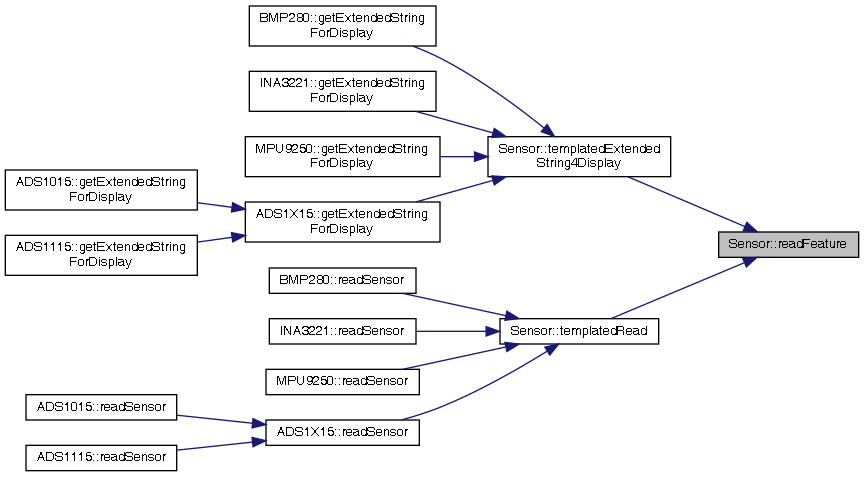 BMP280::getExtendedString
ForDisplay
INA3221::getExtendedString
ForDisplay
MPU9250::getExtendedString
ForDisplay
Sensor::templatedExtended
String4Display
ADS1015::getExtendedString
ForDisplay
ADS1X15::getExtendedString
ForDisplay
ADS1115::getExtendedString
ForDisplay
Sensor::readFeature
BMP280::readSensor
INA3221::readSensor
Sensor::templatedRead
MPU9250::readSensor
ADS1015::readSensor
ADS1X15::readSensor
ADS1115::readSensor